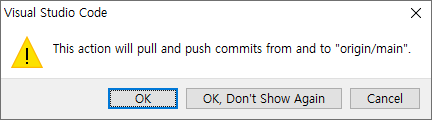 Visual Studio Code
This action will pull and push commits from and to "origin/main".
OK
OK, Don't Show Again
Cancel